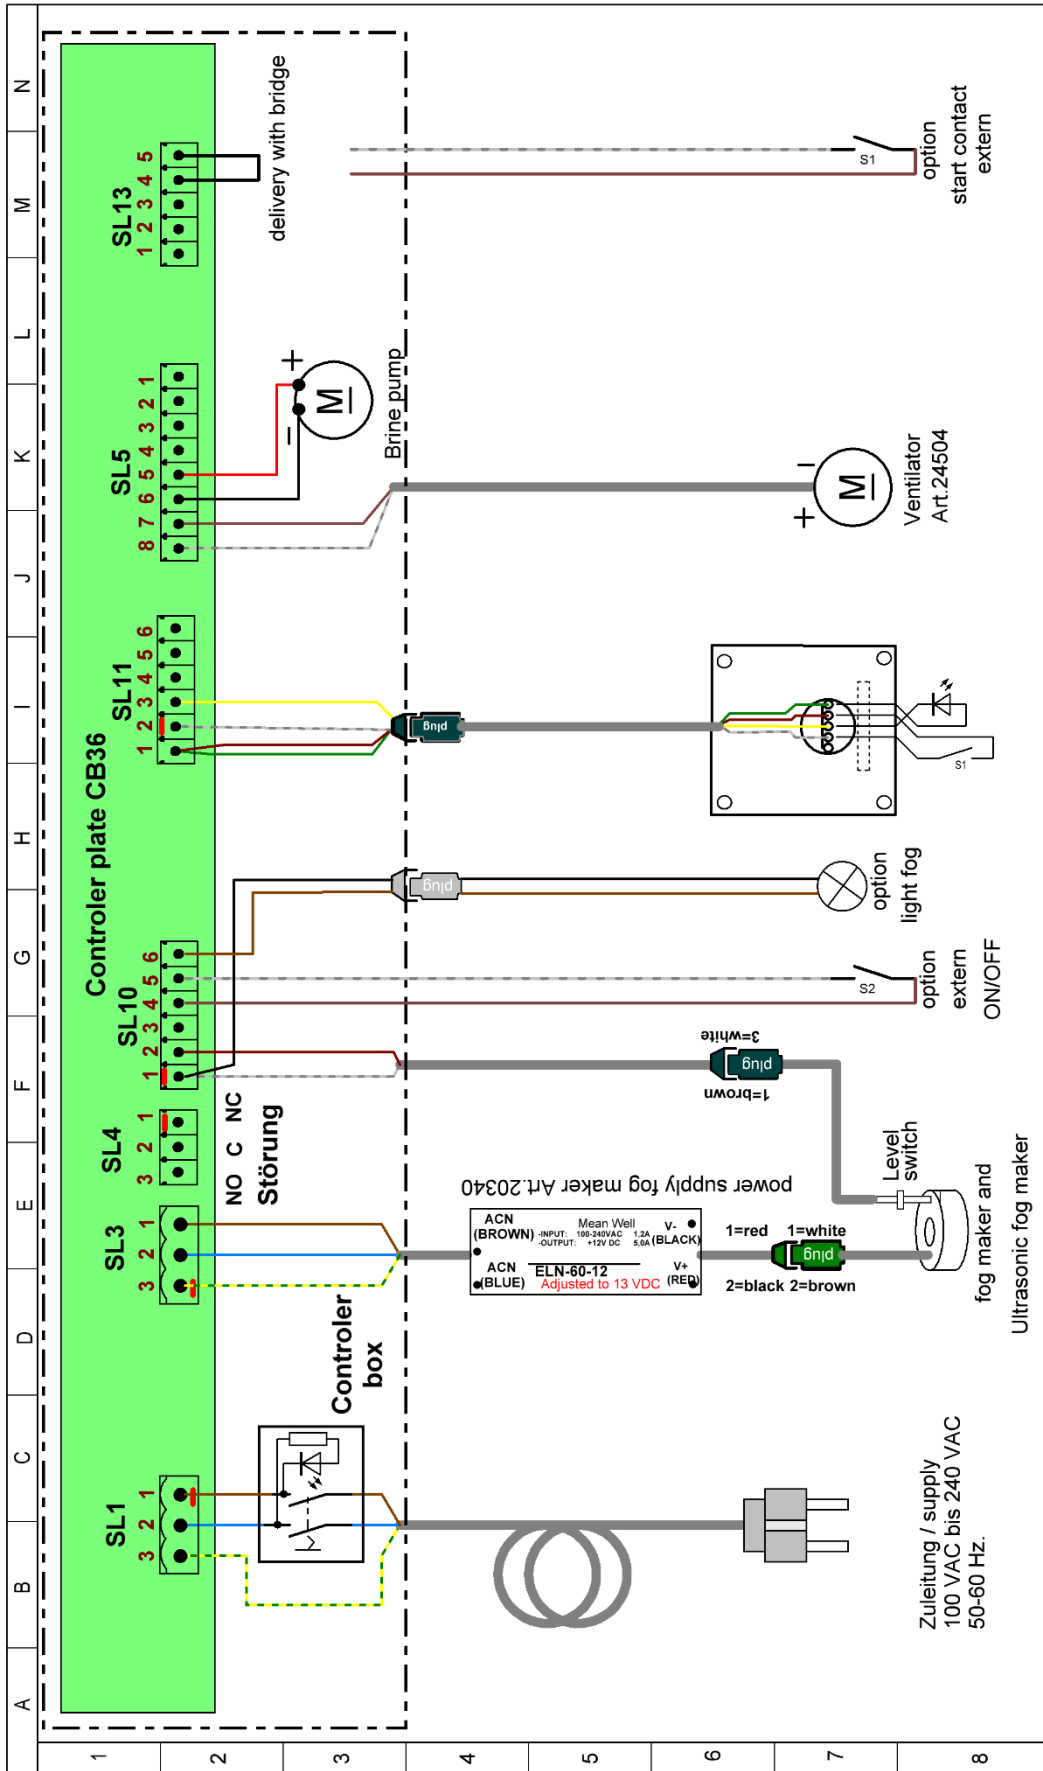 A
B
C
D
E
F
G
H
I
J
K
L
M
N
1
2
3
4
5
6
7
8
Controler plate CB36
SL1
3 2 1
SL3
3 2 1
SL4
3 2 1
NO C NC
Störung
SL10
1 2 3 4 5 6
SL11
1 2 3 4 5 6
SL5
8 7 6 5 4 3 2 1
SL13
1 2 3 4 5
delivery with bridge
Controler
box
M
- +
Brine pump
plug
plug
power supply fog maker Art.20340
ACN
(BROWN)
Mean Well
-INPUT: 100-240VAC 1,2A
-OUTPUT: +12V DC 5,0A
V-
(BLACK)
ACN
(BLUE)
ELN-60-12
Adjusted to 13 VDC
V+
(RED)
1=red 1=white
plug
2=black 2=brown
3=white
plug
1=brown
Level
switch
fog maker and
Ultrasonic fog maker
S2
option
extern
ON/OFF
option
light fog
S1
+ -
M
Ventilator
Art.24504
S1
option
start contact
extern
Zuleitung / supply
100 VAC bis 240 VAC
50-60 Hz.